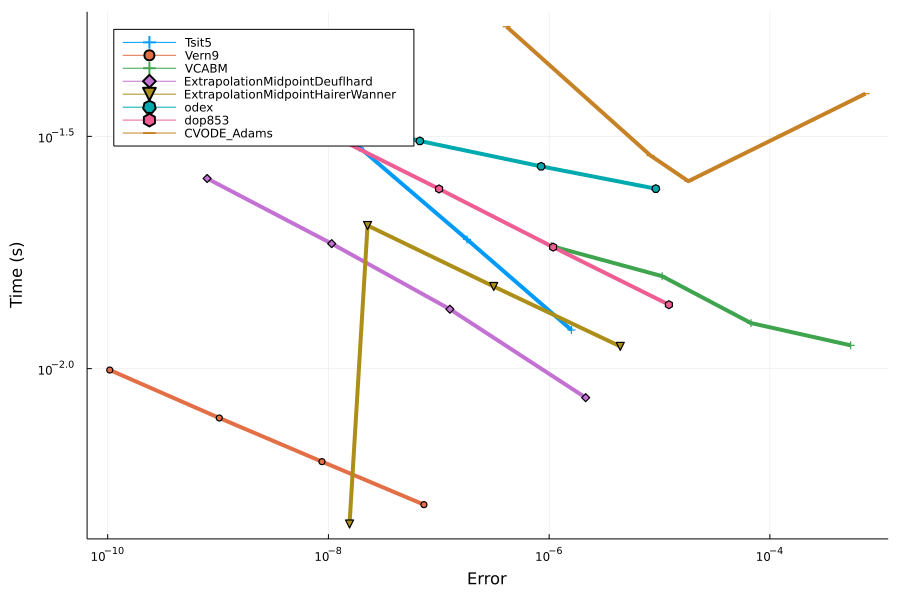 Tsit5
Vern9
VCABM
ExtrapolationMidpointDeuflhard
ExtrapolationMidpointHairerWanner
odex
dop853
CVODE_Adams
10^-1.5
10^-2.0
Time (s)
10^-10
10^-8
10^-6
10^-4
Error